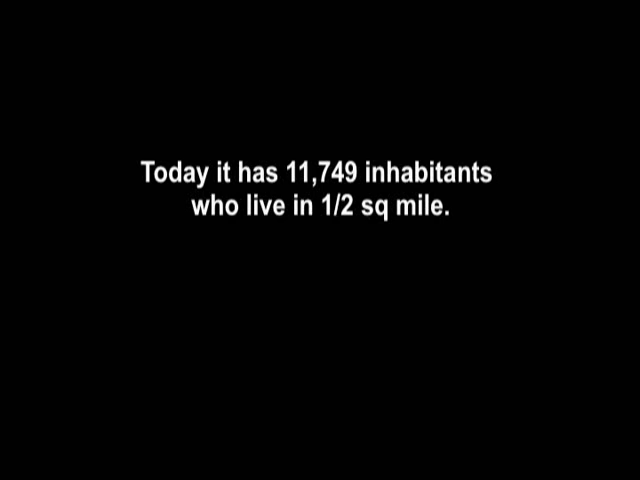 Today it has 11,749 inhabitants
who live in 1/2 sq mile.